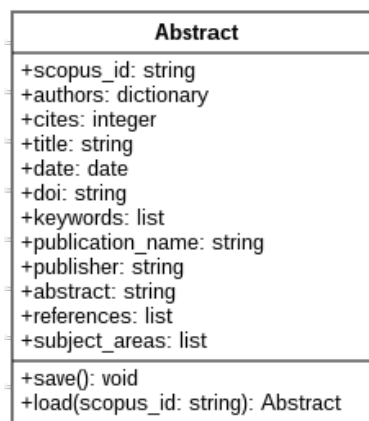 Abstract
+scopus_id: string
+authors: dictionary
+cites: integer
+title: string
+date: date
+doi: string
+keywords: list
+publication_name: string
+publisher: string
+abstract: string
+references: list
+subject_areas: list
+save(): void
+load(scopus_id: string): Abstract